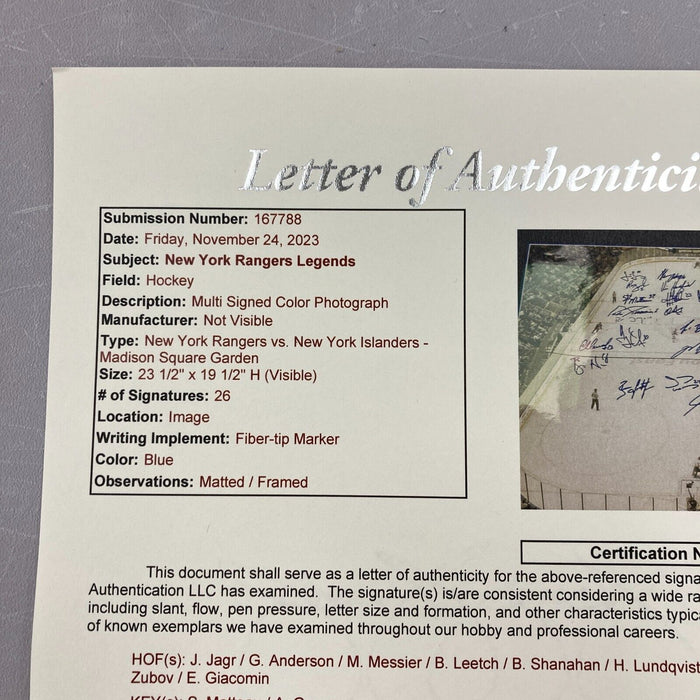 Letter of Authentici
Submission Number: 167788
Date: Friday, November 24, 2023
Subject: New York Rangers Legends
Field: Hockey
Description: Multi Signed Color Photograph
Manufacturer: Not Visible
Type: New York Rangers vs. New York Islanders -
Madison Square Garden
Size: 23 1/2" x 19 1/2" H (Visible)
# of Signatures: 26
Location: Image
Writing Implement: Fiber-tip Marker
Color: Blue
Observations: Matted / Framed
Certification N
This document shall serve as a letter of authenticity for the above-referenced signa
Authentication LLC has examined. The signature(s) is/are consistent considering a wide ra
including slant, flow, pen pressure, letter size and formation, and other characteristics typica
of known exemplars we have examined throughout our hobby and professional careers.
HOF(s): J. Jagr / G. Anderson / M. Messier / B. Leetch / B. Shanahan / H. Lundqvist
Zubov / E. Giacomin
KEY(s): S. Matteau / A. G